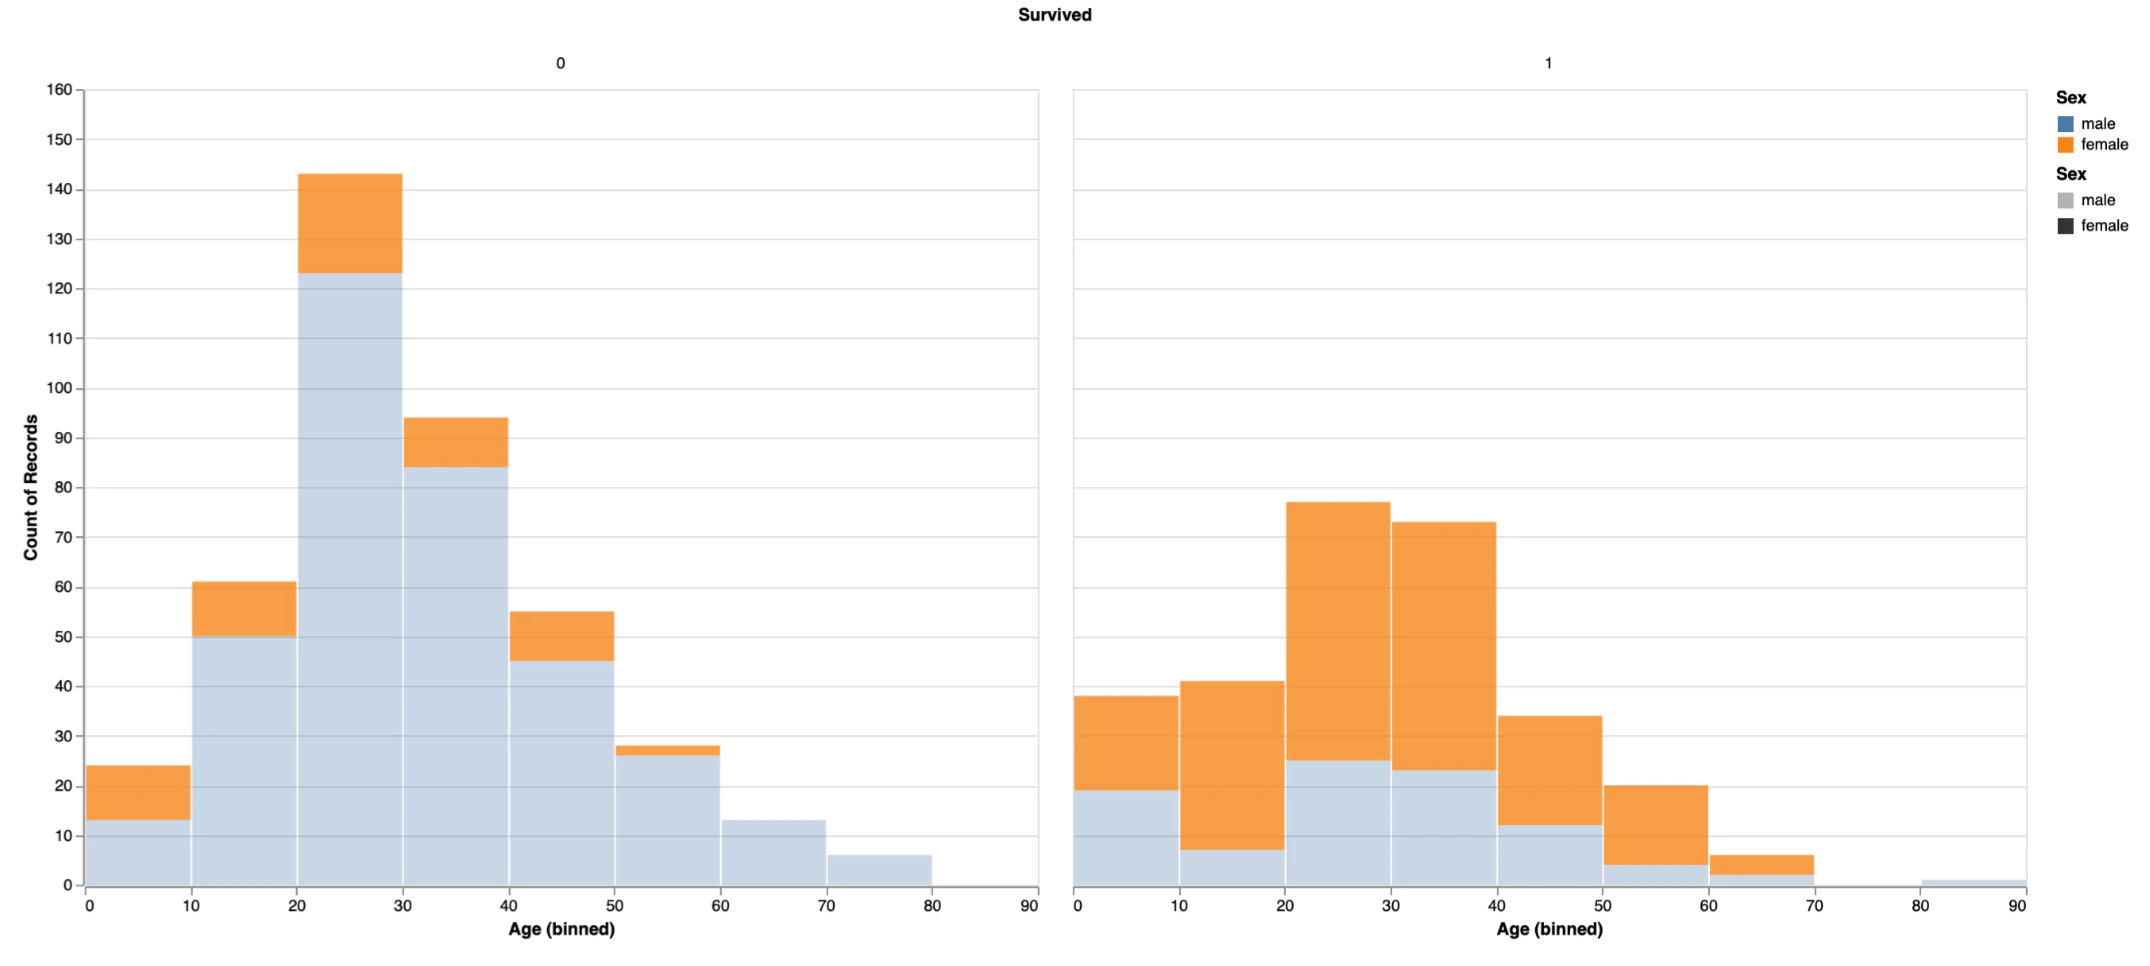 Survived
0 1
Count of Records
160
150
140
130
120
110
100
90
80
70
60
50
40
30
20
10
0
0 10 20 30 40 50 60 70 80 90
Age (binned)
0 10 20 30 40 50 60 70 80 90
Age (binned)
Sex
male
female
Sex
male
female